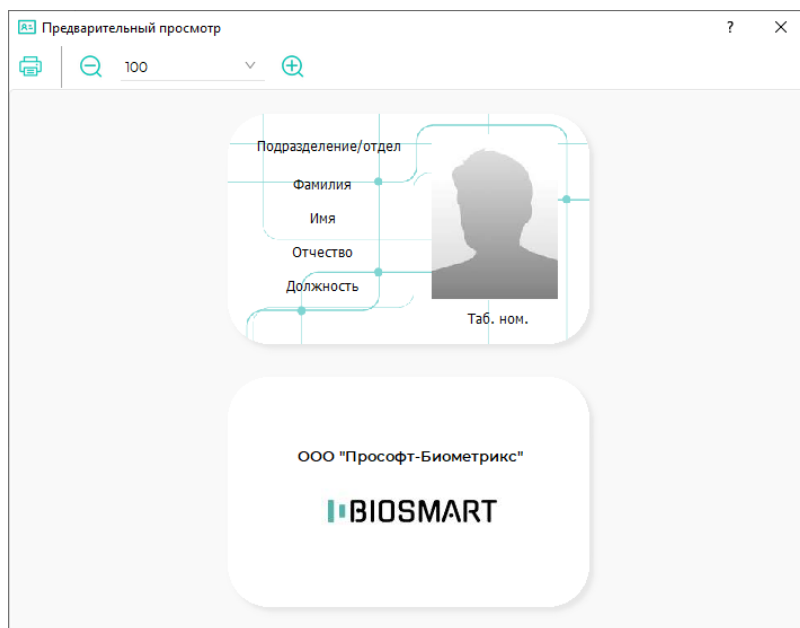 Предварительный просмотр
?
100
Подразделение/отдел
Фамилия
Имя
Отчество
Должность
Таб. ном.
ООО "Прософт-Биометрикс"
BIOSMART